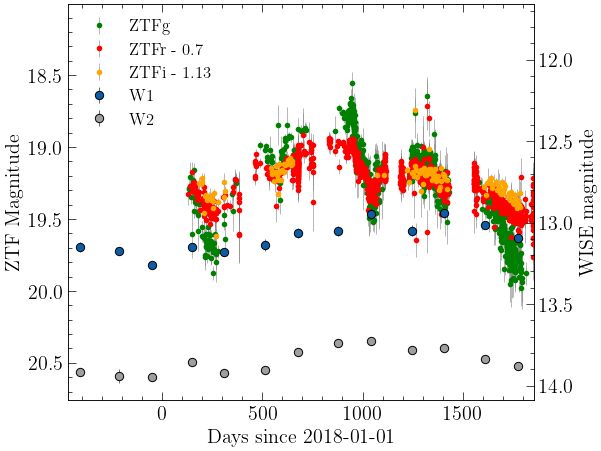 ZTFg
ZTFr - 0.7
ZTFi - 1.13
W1
W2
18.5
19.0
19.5
20.0
20.5
ZTF Magnitude
12.0
12.5
13.0
13.5
14.0
WISE magnitude
0
500
1000
1500
Days since 2018-01-01